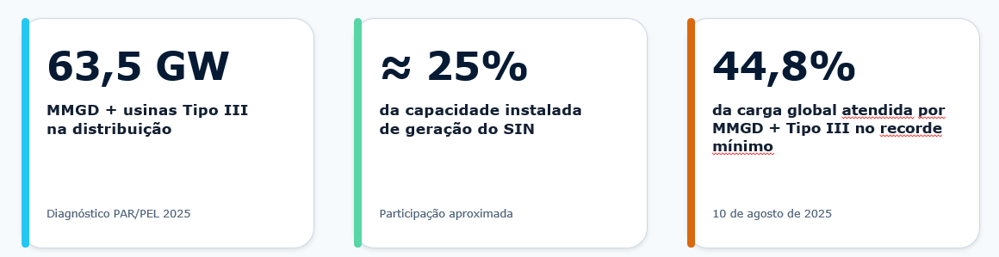 63,5 GW
MMGD + usinas Tipo III
na distribuição
Diagnóstico PAR/PEL 2025
≈ 25%
da capacidade instalada
de geração do SIN
Participação aproximada
44,8%
da carga global atendida por
MMGD + Tipo III no recorde
mínimo
10 de agosto de 2025